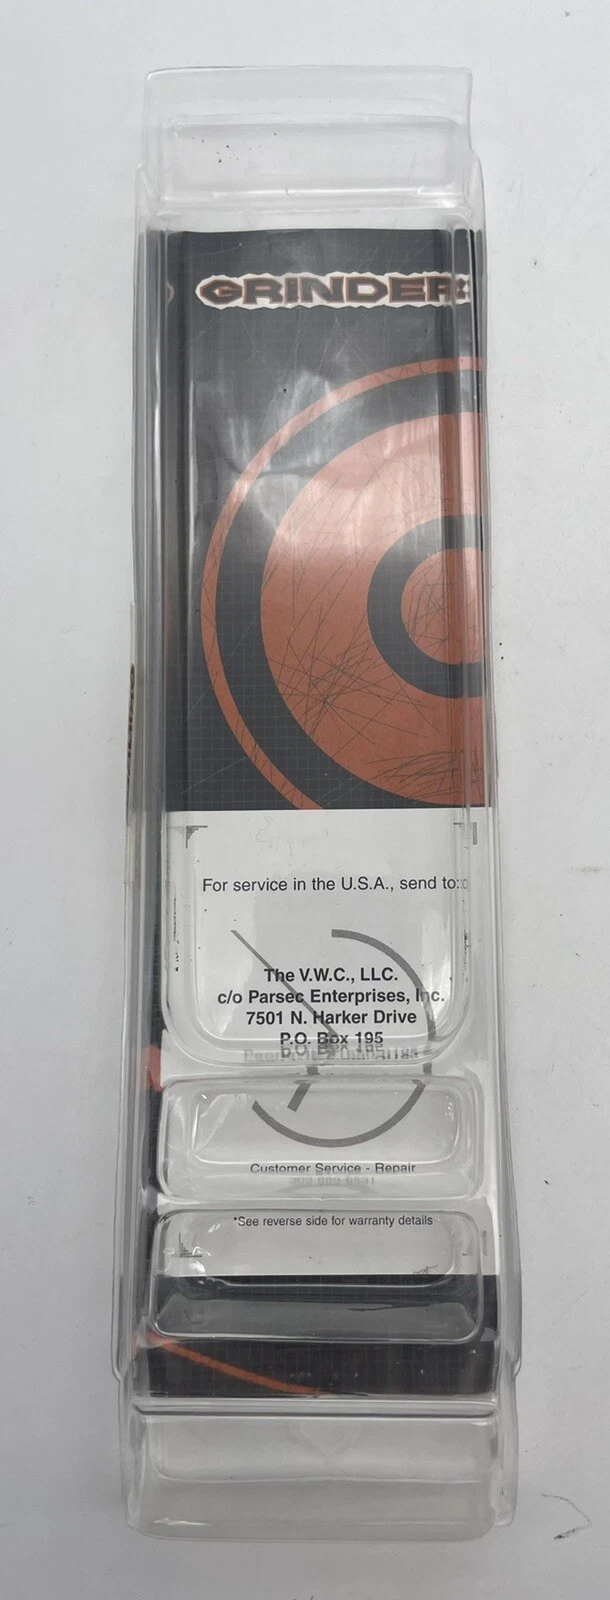 GRINDER
For service in the U.S.A., send to:
The V.W.C., LLC.
c/o Parsec Enterprises, Inc.
7501 N. Harker Drive
P.O. Box 195
Customer Service - Repair
*See reverse side for warranty details